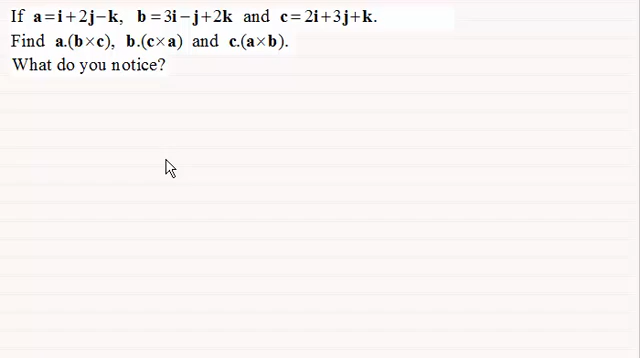 If a=i+2j−k, b=3i−j+2k and c=2i+3j+k.
Find a.(b×c), b.(c×a) and c.(a×b).
What do you notice?